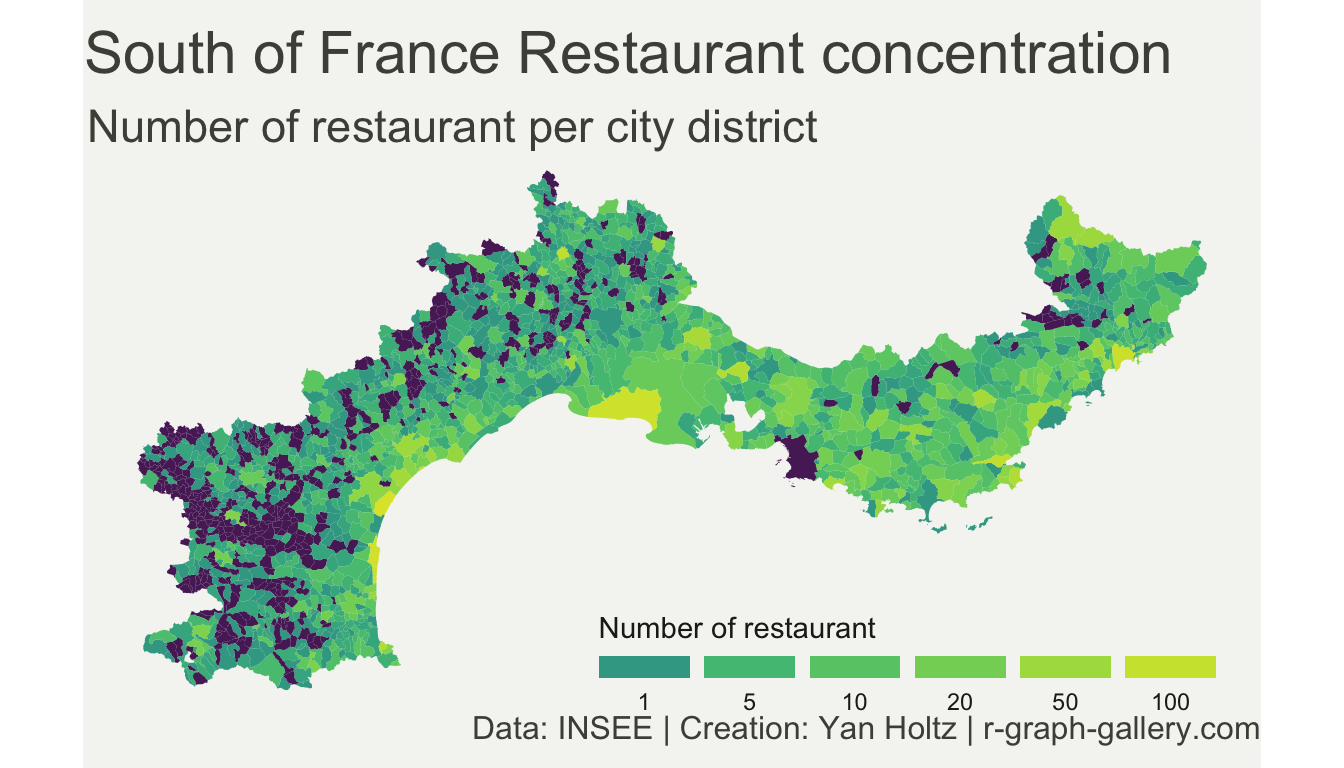 South of France Restaurant concentration
Number of restaurant per city district
Number of restaurant
1 5 10 20 50 100
Data: INSEE | Creation: Yan Holtz | r-graph-gallery.com